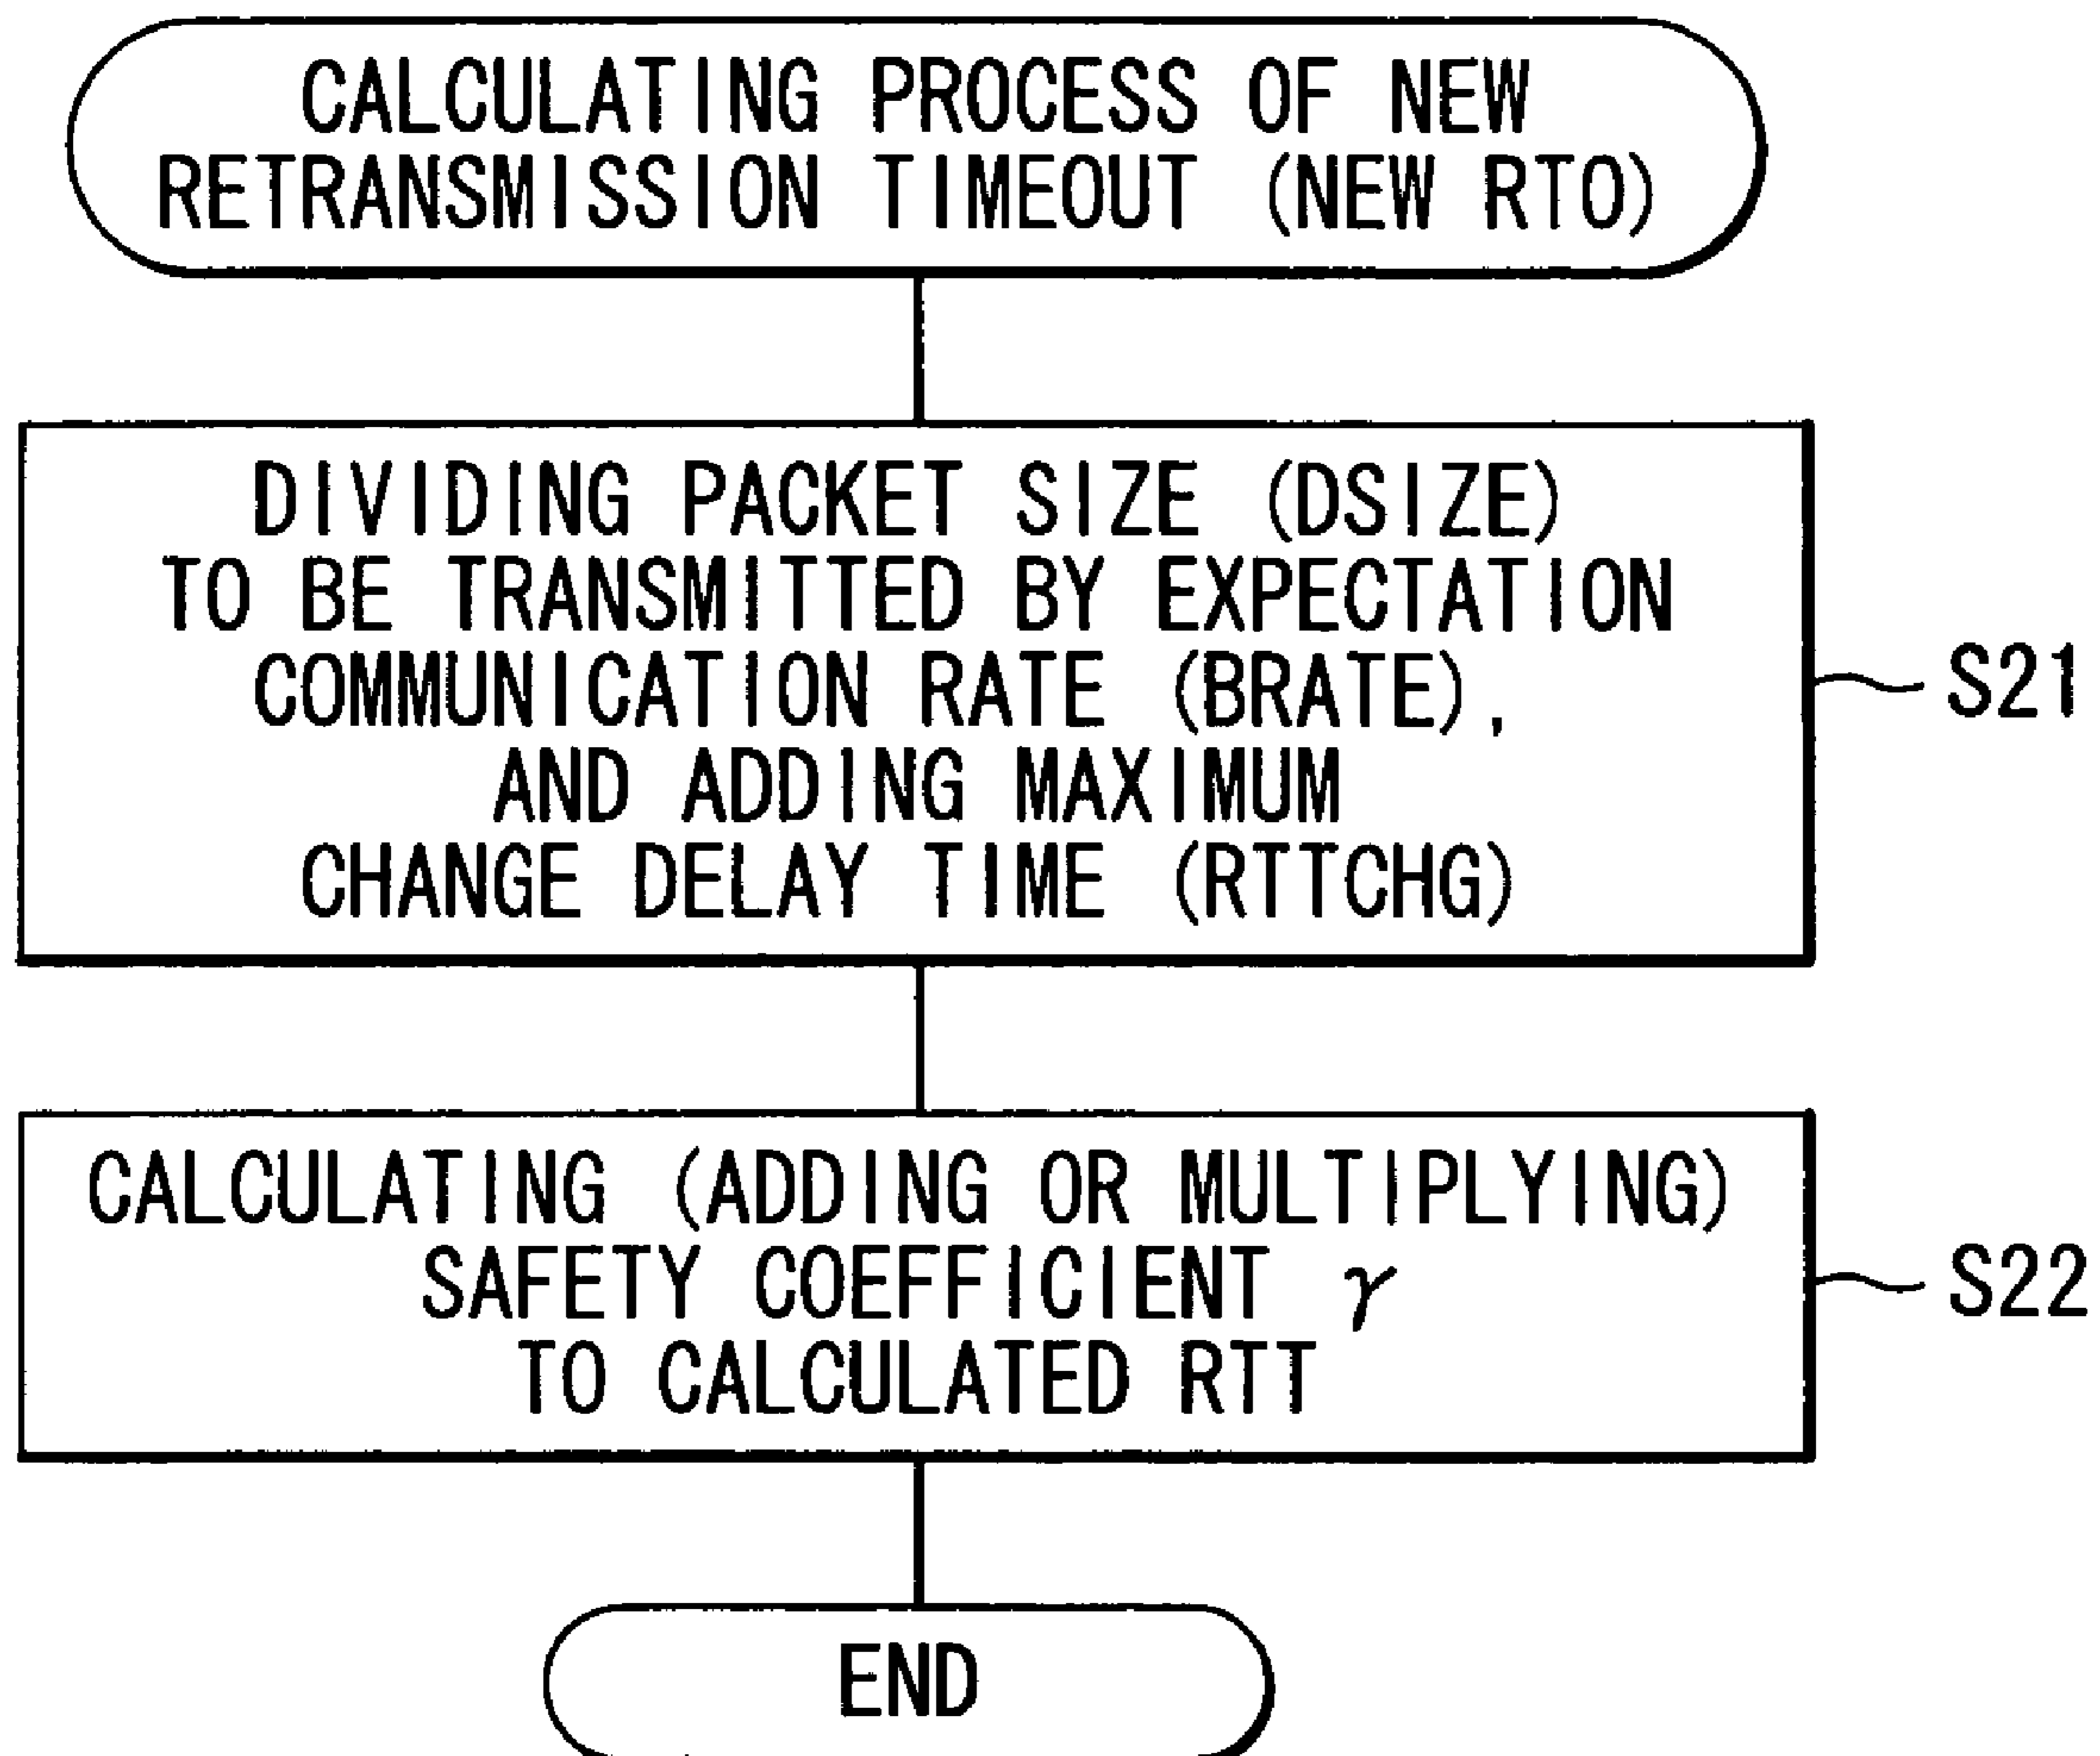 CALCULATING PROCESS OF NEW
RETRANSMISSION TIMEOUT (NEW RTO)
DIVIDING PACKET SIZE (DSIZE)
TO BE TRANSMITTED BY EXPECTATION
COMMUNICATION RATE (BRATE),
AND ADDING MAXIMUM
CHANGE DELAY TIME (RTTCHG)
S21
CALCULATING (ADDING OR MULTIPLYING)
SAFETY COEFFICIENT γ
TO CALCULATED RTT
S22
END